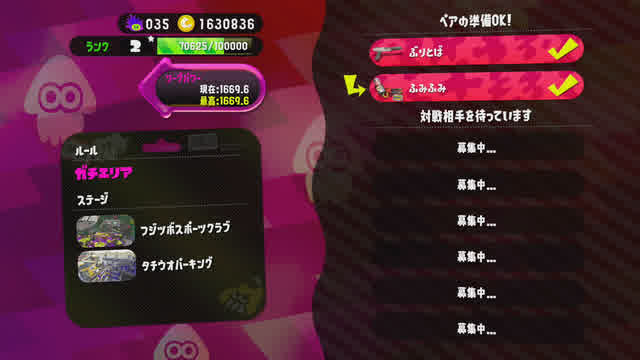 035 1630836
ランク 2 70625/100000
リーグパワー
現在:1669.6
最高:1669.6
ルール
ガチエリア
ステージ
フジツボスポーツクラブ
タチウオパーキング
ペアの準備OK!
ぷりとぱ
ふみふみ
対戦相手を待っています
募集中...
募集中...
募集中...
募集中...
募集中...
募集中...